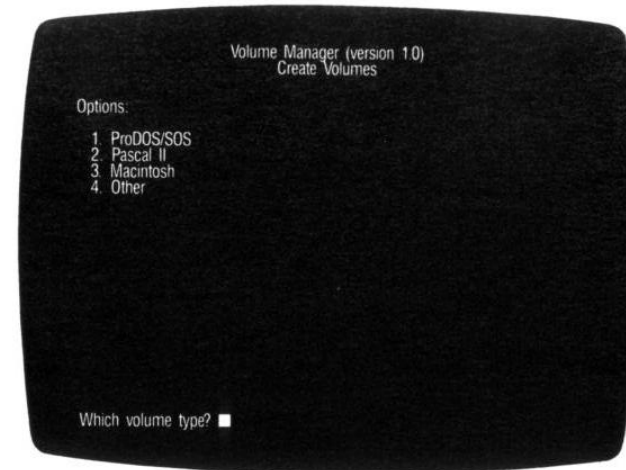 Volume Manager (version 1.0)
Create Volumes
Options:
1. ProDOS/SOS
2. Pascal II
3. Macintosh
4. Other
Which volume type?